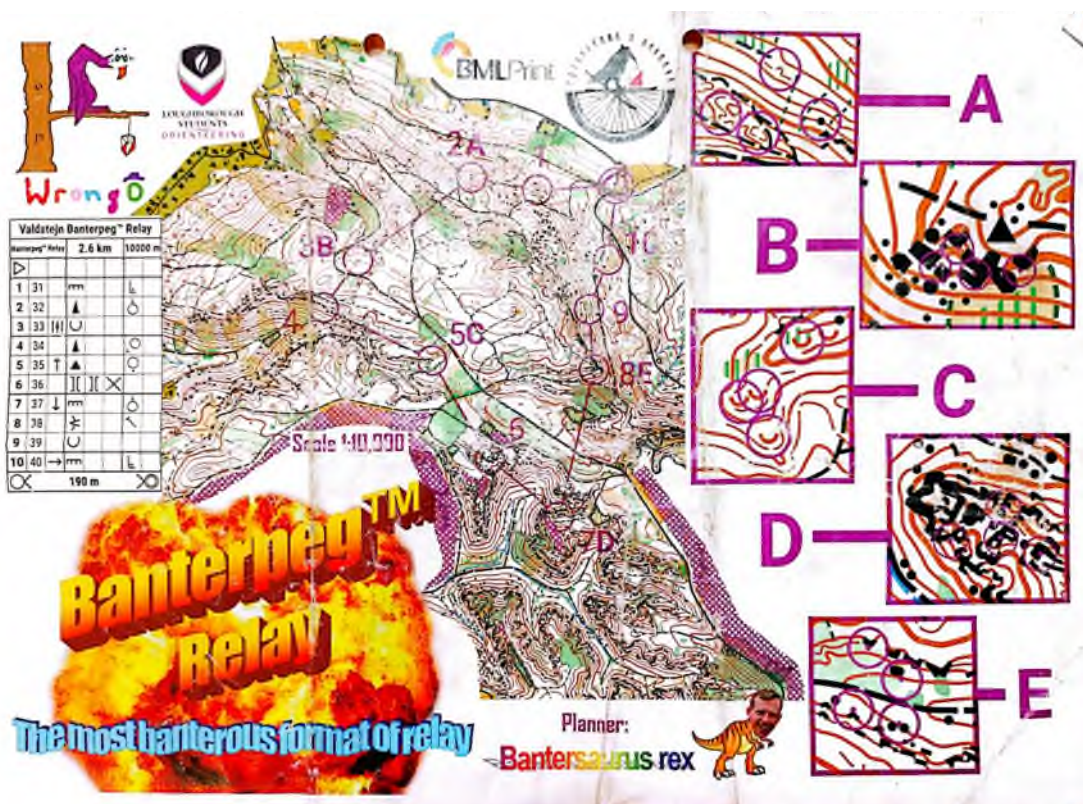 WrongÔ
LOUGHBOROUGH
STUDENTS
ORIENTEERING
BMLPrint
Valdstejn Banterpeg™ Relay
Banterpeg™ Relay 2.6 km 10000 m
1 31
2 32
3 33
4 34
5 35
6 36
7 37
8 38
9 39
10 40
190 m
2A
1
3B
4
5C
6
7D
8E
9
Scale 1:10,000
A
B
C
D
E
Banterpeg™
Relay
The most banterous format of relay
Planner:
Bantersaurus rex